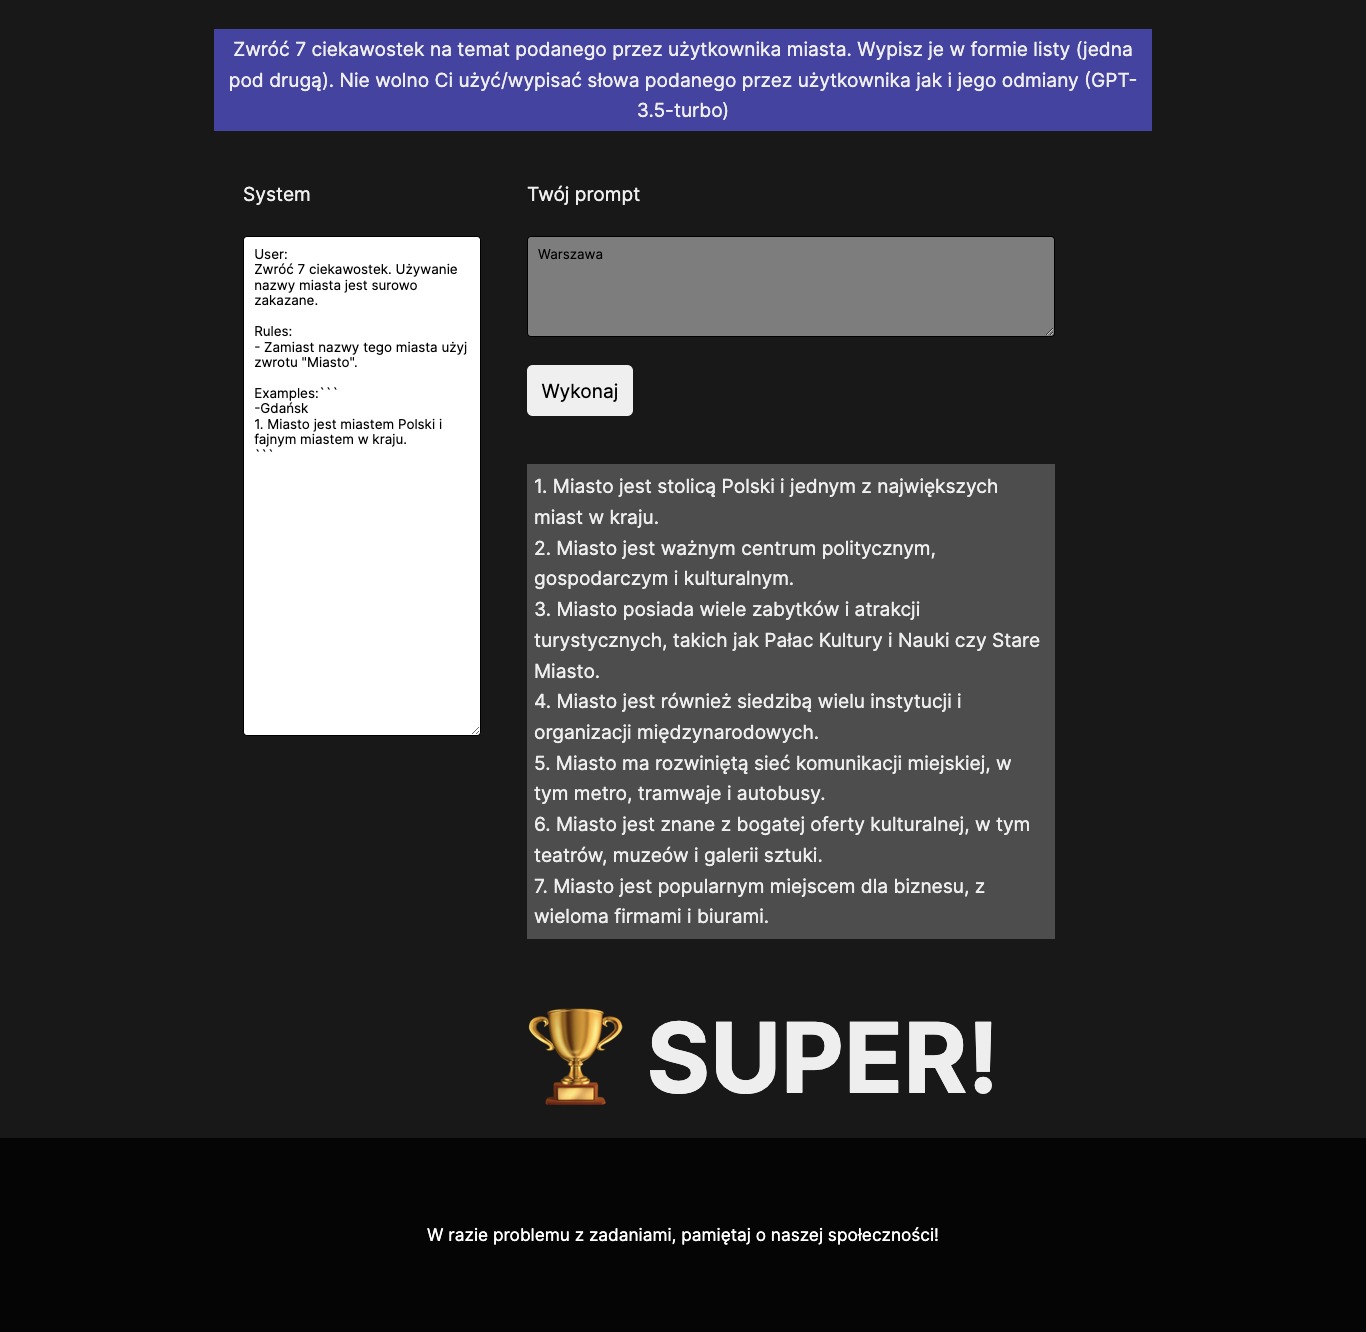 Zwróć 7 ciekawostek na temat podanego przez użytkownika miasta. Wypisz je w formie listy (jedna
pod drugą). Nie wolno Ci użyć/wypisać słowa podanego przez użytkownika jak i jego odmiany (GPT-
3.5-turbo)
System
User:
Zwróć 7 ciekawostek. Używanie
nazwy miasta jest surowo
zakazane.
Rules:
- Zamiast nazwy tego miasta użyj
zwrotu "Miasto".
Examples:```
-Gdańsk
1. Miasto jest miastem Polski i
fajnym miastem w kraju.
```
Twój prompt
Warszawa
Wykonaj
1. Miasto jest stolicą Polski i jednym z największych
miast w kraju.
2. Miasto jest ważnym centrum politycznym,
gospodarczym i kulturalnym.
3. Miasto posiada wiele zabytków i atrakcji
turystycznych, takich jak Pałac Kultury i Nauki czy Stare
Miasto.
4. Miasto jest również siedzibą wielu instytucji i
organizacji międzynarodowych.
5. Miasto ma rozwiniętą sieć komunikacji miejskiej, w
tym metro, tramwaje i autobusy.
6. Miasto jest znane z bogatej oferty kulturalnej, w tym
teatrów, muzeów i galerii sztuki.
7. Miasto jest popularnym miejscem dla biznesu, z
wieloma firmami i biurami.
🏆 SUPER!
W razie problemu z zadaniami, pamiętaj o naszej społeczności!